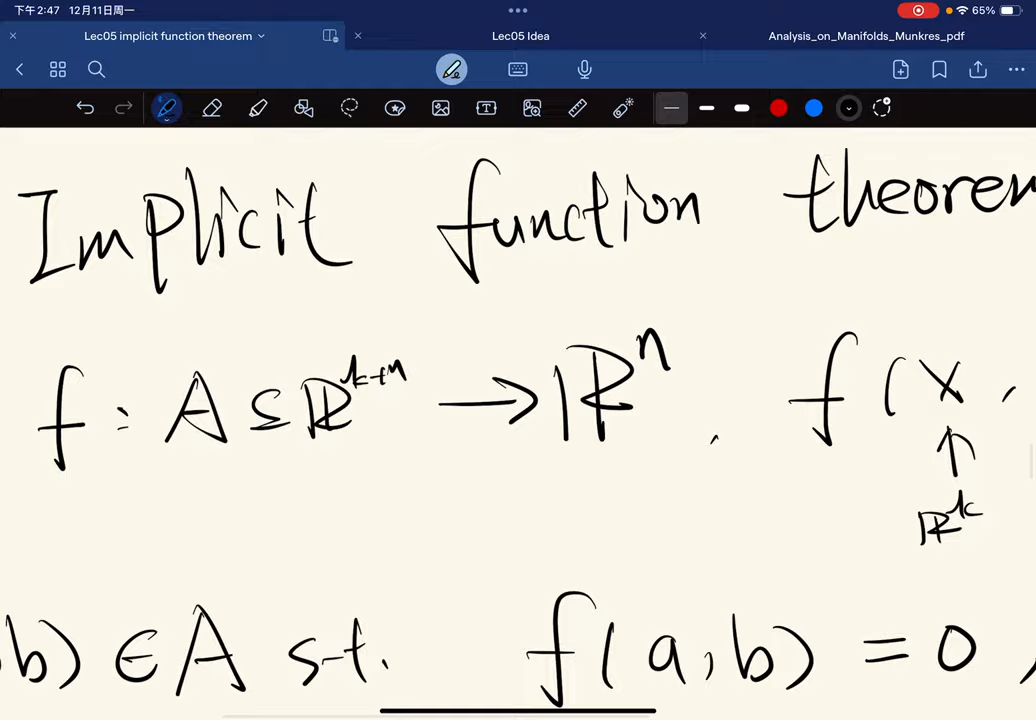 下午2:47 12月11日周一
65%
Lec05 implicit function theorem
Lec05 Idea
Analysis_on_Manifolds_Munkres_pdf
Implicit function theorem
f : A ⊆ ℝ^{k+n} → ℝ^n . f(x,
↑
ℝ^k
b) ∈ A s.t. f(a,b) = 0